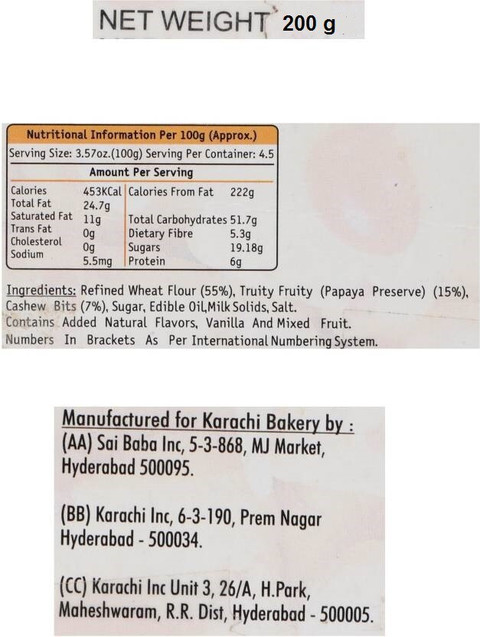 NET WEIGHT 200 g
Nutritional Information Per 100g (Approx.)
Serving Size: 3.57oz.(100g) Serving Per Container: 4.5
Amount Per Serving
Calories 453KCal Calories From Fat 222g
Total Fat 24.7g
Saturated Fat 11g Total Carbohydrates 51.7g
Trans Fat 0g Dietary Fibre 5.3g
Cholesterol 0g Sugars 19.18g
Sodium 5.5mg Protein 6g
Ingredients: Refined Wheat Flour (55%), Truity Fruity (Papaya Preserve) (15%),
Cashew Bits (7%), Sugar, Edible Oil,Milk Solids, Salt.
Contains Added Natural Flavors, Vanilla And Mixed Fruit.
Numbers In Brackets As Per International Numbering System.
Manufactured for Karachi Bakery by :
(AA) Sai Baba Inc, 5-3-868, MJ Market,
Hyderabad 500095.
(BB) Karachi Inc, 6-3-190, Prem Nagar
Hyderabad - 500034.
(CC) Karachi Inc Unit 3, 26/A, H.Park,
Maheshwaram, R.R. Dist, Hyderabad - 500005.